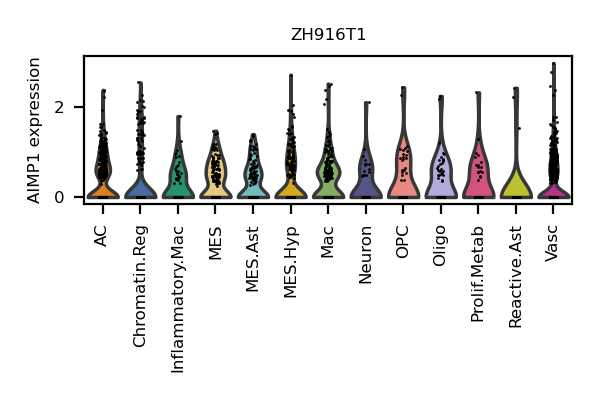 ZH916T1
AIMP1 expression
2
0
AC
Chromatin.Reg
Inflammatory.Mac
MES
MES.Ast
MES.Hyp
Mac
Neuron
OPC
Oligo
Prolif.Metab
Reactive.Ast
Vasc